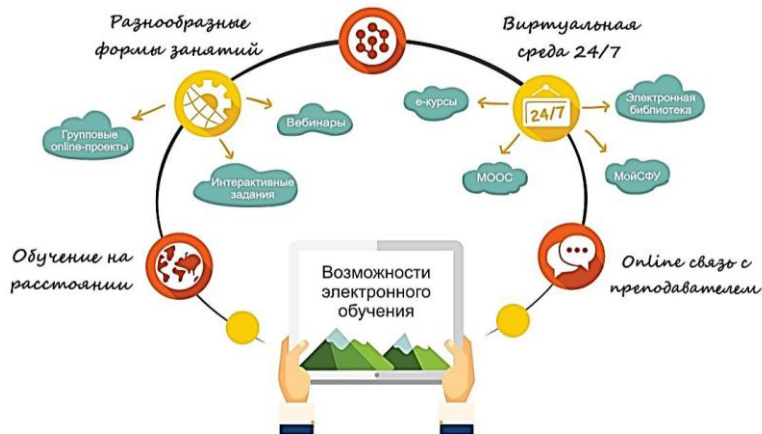 Разнообразные
формы занятий
Виртуальная
среда 24/7
Групповые
online-проекты
Вебинары
Интерактивные
задания
е-курсы
24/7
Электронная
библиотека
МООС
МойСФУ
Обучение на
расстоянии
Возможности
электронного
обучения
Online связь с
преподавателем